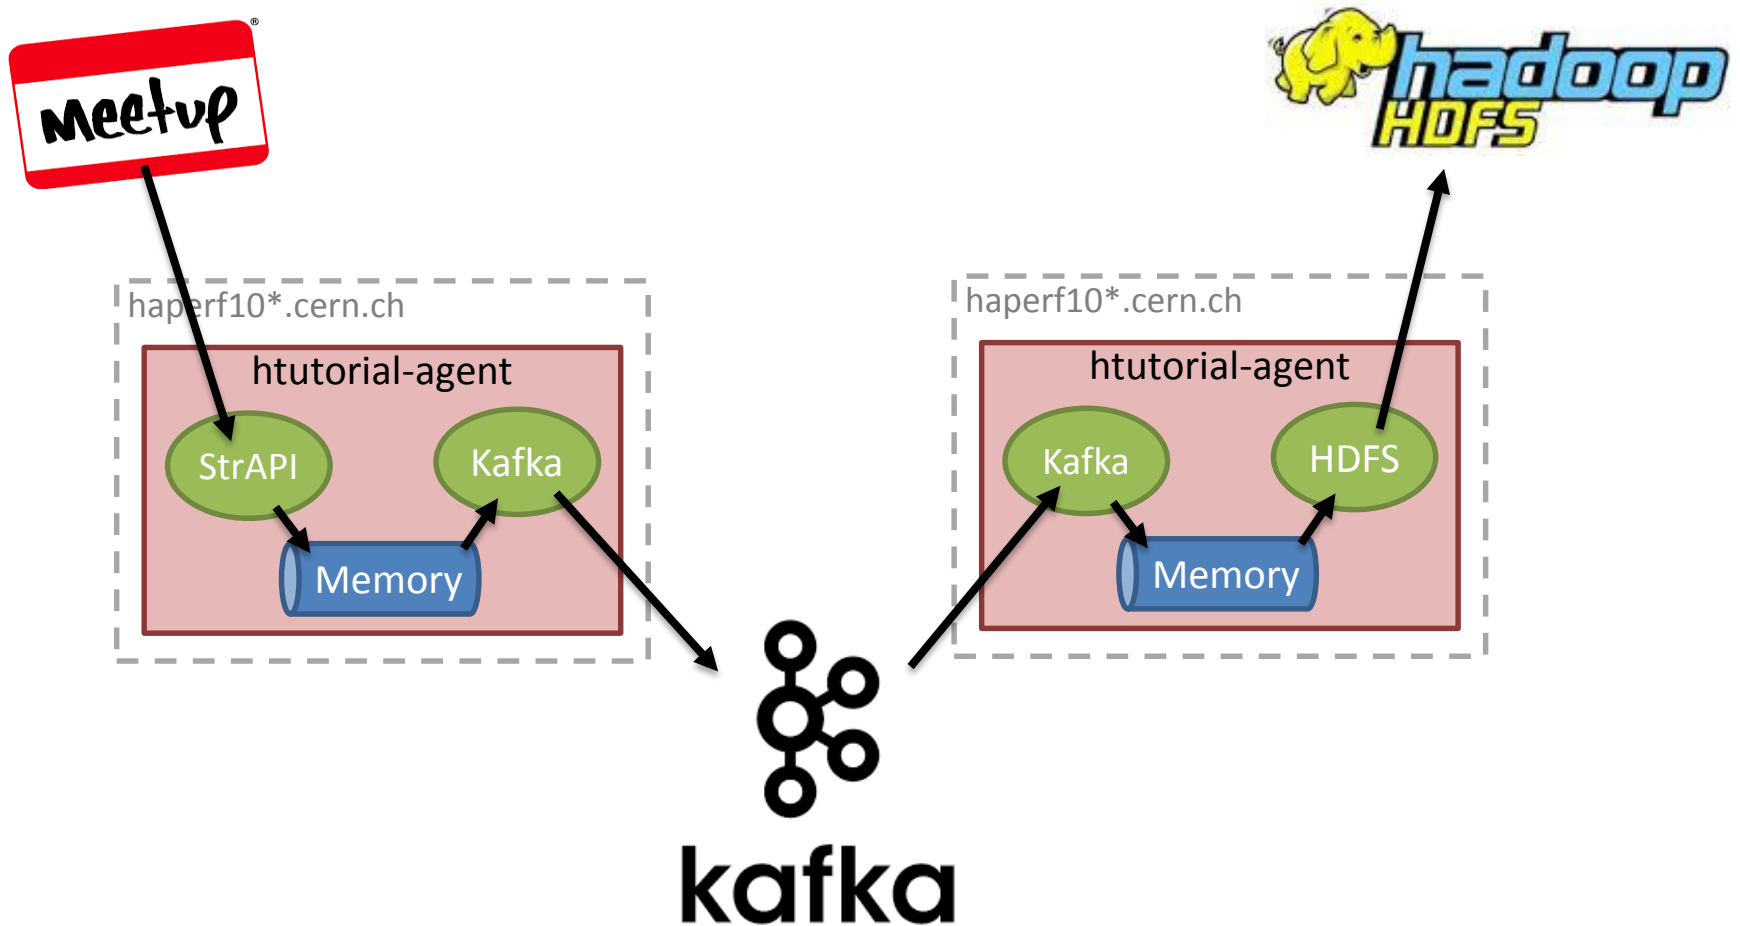 Meetup
®
hadoop
HDFS
haperf10*.cern.ch
htutorial-agent
StrAPI
Kafka
Memory
haperf10*.cern.ch
htutorial-agent
Kafka
HDFS
Memory
kafka